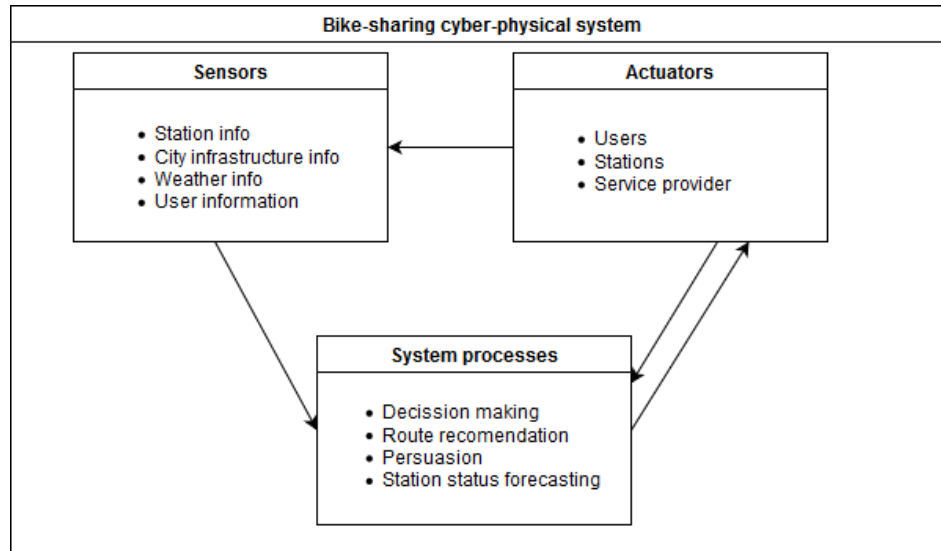 Bike-sharing cyber-physical system
Sensors
Station info
City infrastructure info
Weather info
User information
Actuators
Users
Stations
Service provider
System processes
Decission making
Route recomendation
Persuasion
Station status forecasting